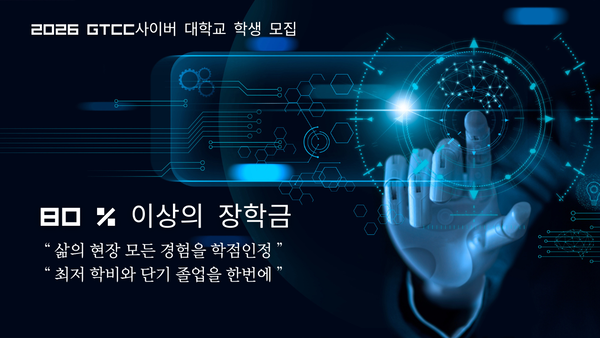 2026 GTCC사이버 대학교 학생 모집
80 % 이상의 장학금
“ 삶의 현장 모든 경험을 학점인정 ”
“ 최저 학비와 단기 졸업을 한번에 ”